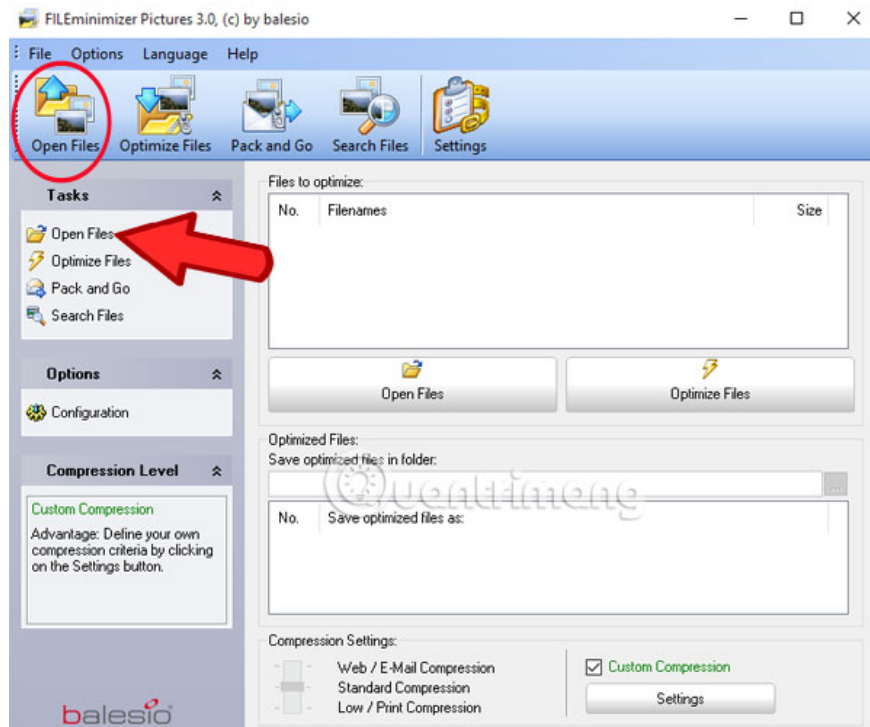 FILEminimizer Pictures 3.0, (c) by balesio
File Options Language Help
Open Files Optimize Files Pack and Go Search Files Settings
Tasks
Open Files
Optimize Files
Pack and Go
Search Files
Options
Configuration
Compression Level
Custom Compression
Advantage: Define your own
compression criteria by clicking
on the Settings button.
balesio
Files to optimize:
No. Filenames Size
Open Files Optimize Files
Optimized Files:
Save optimized files in folder:
...
Quantrimang
No. Save optimized files as:
Compression Settings:
Web / E-Mail Compression
Standard Compression
Low / Print Compression
Custom Compression
Settings